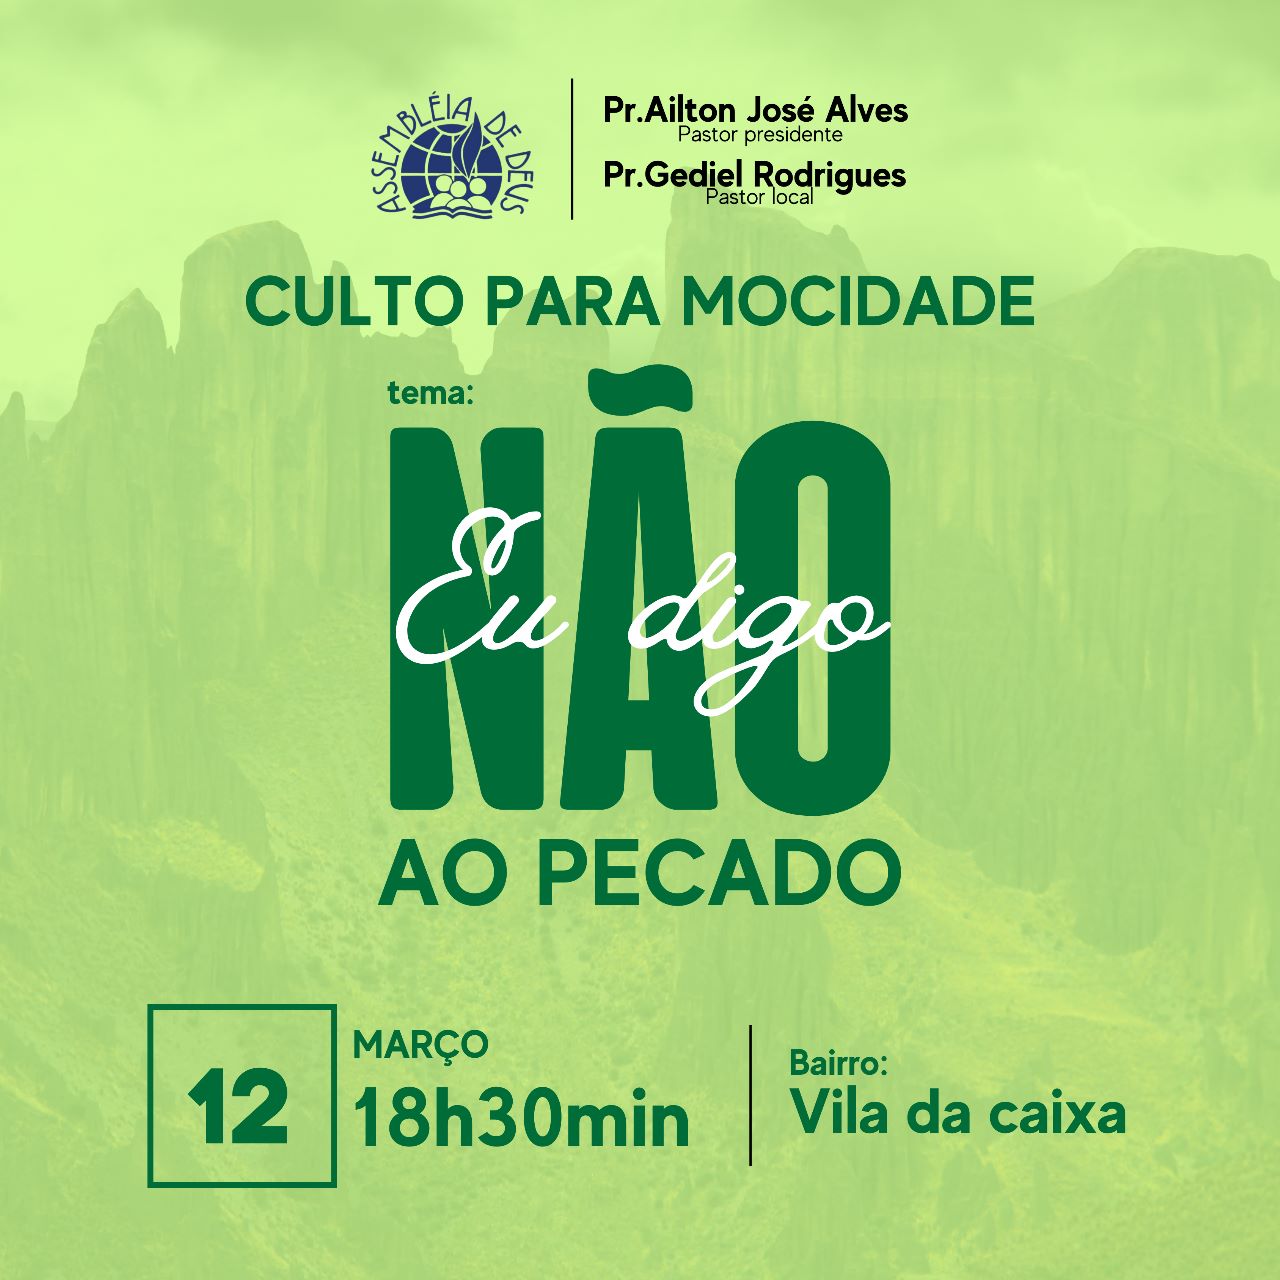 ASSEMBLÉIA DE DEUS
Pr.Ailton José Alves
Pastor presidente
Pr.Gediel Rodrigues
Pastor local
CULTO PARA MOCIDADE
tema:
Eu digo
NÃO
AO PECADO
12
MARÇO
18h30min
Bairro:
Vila da caixa